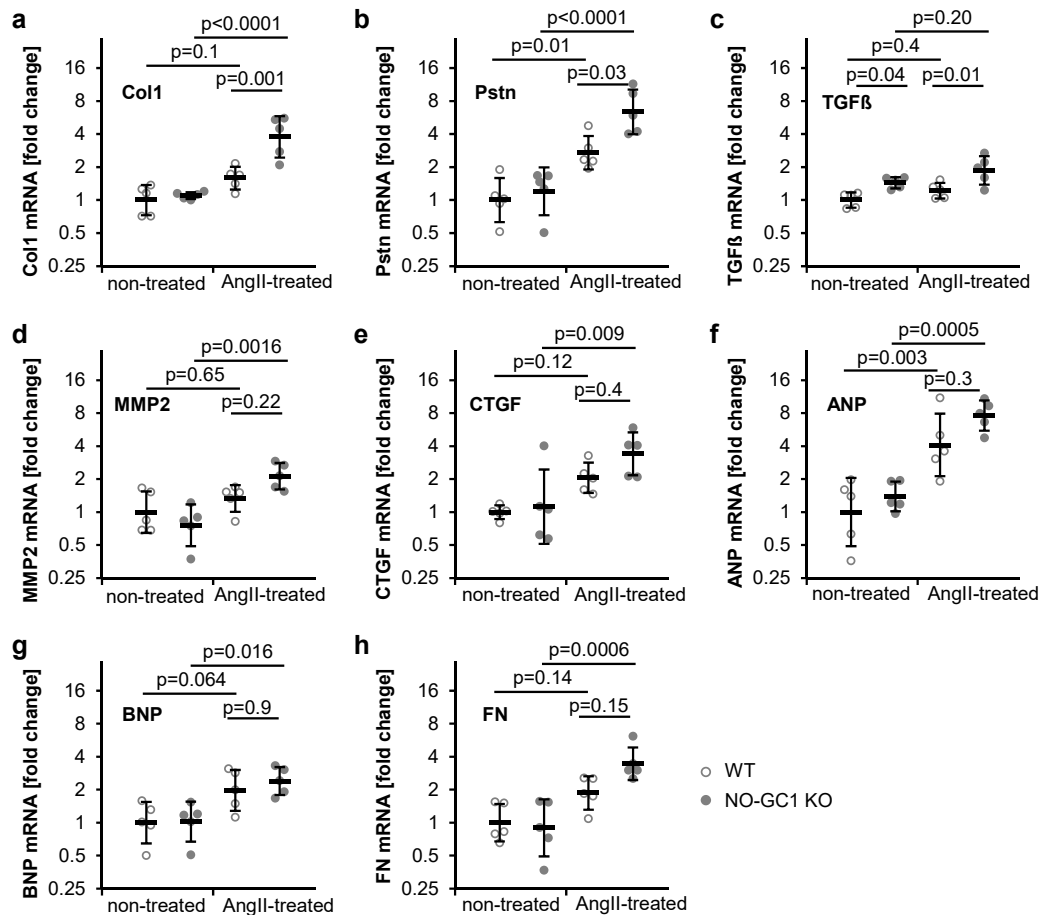 a
p<0.0001
p=0.1
p=0.001
Col1
Col1 mRNA [fold change]
16
8
4
2
1
0.5
0.25
non-treated
AngII-treated
b
p<0.0001
p=0.01
p=0.03
Pstn
Pstn mRNA [fold change]
16
8
4
2
1
0.5
0.25
non-treated
AngII-treated
c
p=0.20
p=0.4
p=0.04
p=0.01
TGFß
TGFß mRNA [fold change]
16
8
4
2
1
0.5
0.25
non-treated
AngII-treated
d
p=0.0016
p=0.65
p=0.22
MMP2
MMP2 mRNA [fold change]
16
8
4
2
1
0.5
0.25
non-treated
AngII-treated
e
p=0.009
p=0.12
p=0.4
CTGF
CTGF mRNA [fold change]
16
8
4
2
1
0.5
0.25
non-treated
AngII-treated
f
p=0.0005
p=0.003
p=0.3
ANP
ANP mRNA [fold change]
16
8
4
2
1
0.5
0.25
non-treated
AngII-treated
g
p=0.016
p=0.064
p=0.9
BNP
BNP mRNA [fold change]
16
8
4
2
1
0.5
0.25
non-treated
AngII-treated
h
p=0.0006
p=0.14
p=0.15
FN
FN mRNA [fold change]
16
8
4
2
1
0.5
0.25
non-treated
AngII-treated
WT
NO-GC1 KO